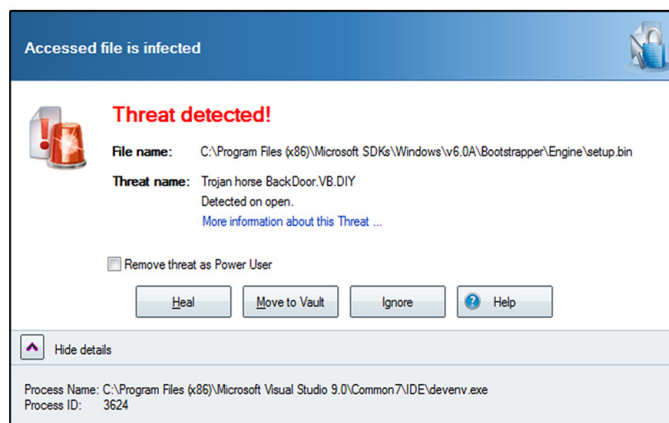 Accessed file is infected
Threat detected!
File name: C:\Program Files (x86)\Microsoft SDKs\Windows\v6.0A\Bootstrapper\Engine\setup.bin
Threat name: Trojan horse BackDoor.VB.DIY
Detected on open.
More information about this Threat ...
Remove threat as Power User
Heal Move to Vault Ignore Help
Hide details
Process Name: C:\Program Files (x86)\Microsoft Visual Studio 9.0\Common7\IDE\devenv.exe
Process ID: 3624